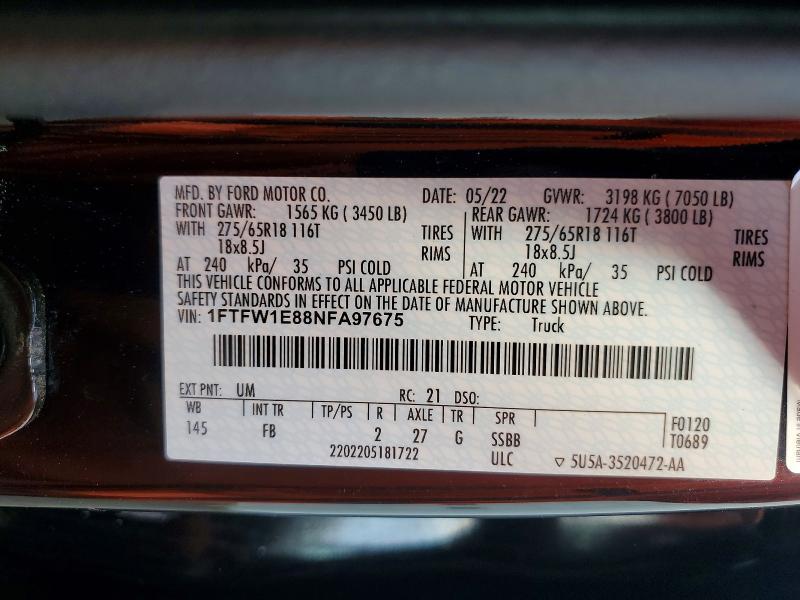 MFD. BY FORD MOTOR CO. DATE: 05/22 GVWR: 3198 KG ( 7050 LB)
FRONT GAWR: 1565 KG ( 3450 LB) REAR GAWR: 1724 KG ( 3800 LB)
WITH 275/65R18 116T TIRES WITH 275/65R18 116T TIRES
18x8.5J RIMS 18x8.5J RIMS
AT 240 kPa/ 35 PSI COLD AT 240 kPa/ 35 PSI COLD
THIS VEHICLE CONFORMS TO ALL APPLICABLE FEDERAL MOTOR VEHICLE
SAFETY STANDARDS IN EFFECT ON THE DATE OF MANUFACTURE SHOWN ABOVE.
VIN: 1FTFW1E88NFA97675 TYPE: Truck
EXT PNT: UM RC: 21 DSO:
WB INT TR TP/PS R AXLE TR SPR F0120
145 FB 2 27 G SSBB T0689
2202205181722 ULC ▽ 5U5A-3520472-AA